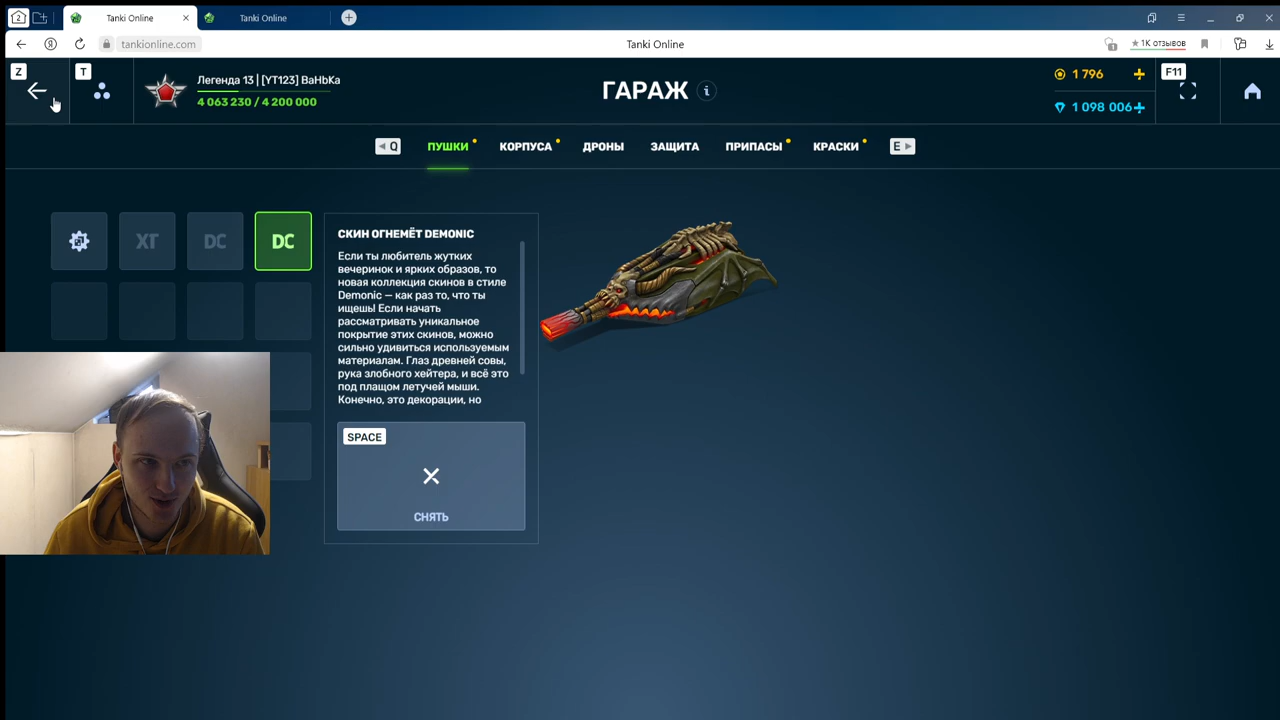 2
Tanki Online
Tanki Online
tankionline.com
Tanki Online
1К отзывов
Z
T
Легенда 13 | [YT123] BaHbKa
4 063 230 / 4 200 000
ГАРАЖ
i
1 796
1 098 006
F11
Q
ПУШКИ
КОРПУСА
ДРОНЫ
ЗАЩИТА
ПРИПАСЫ
КРАСКИ
E
XT
DC
DC
СКИН ОГНЕМЁТ DEMONIC
Если ты любитель жутких
вечеринок и ярких образов, то
новая коллекция скинов в стиле
Demonic — как раз то, что ты
ищешь! Если начать
рассматривать уникальное
покрытие этих скинов, можно
сильно удивиться используемым
материалам. Глаз древней совы,
рука злобного хейтера, и всё это
под плащом летучей мыши.
Конечно, это декорации, но
SPACE
СНЯТЬ